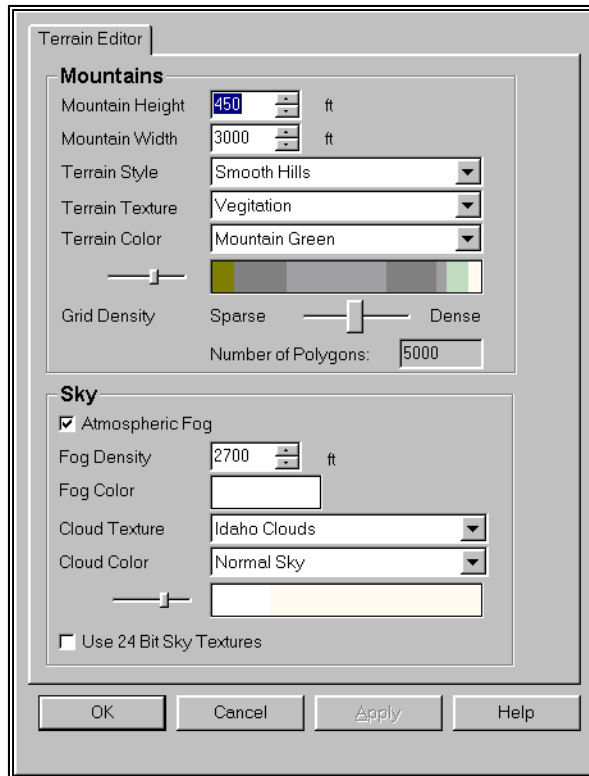 Terrain Editor
Mountains
Mountain Height 450 ft
Mountain Width 3000 ft
Terrain Style Smooth Hills
Terrain Texture Vegitation
Terrain Color Mountain Green
Grid Density Sparse Dense
Number of Polygons: 5000
Sky
Atmospheric Fog
Fog Density 2700 ft
Fog Color
Cloud Texture Idaho Clouds
Cloud Color Normal Sky
Use 24 Bit Sky Textures
OK Cancel Apply Help